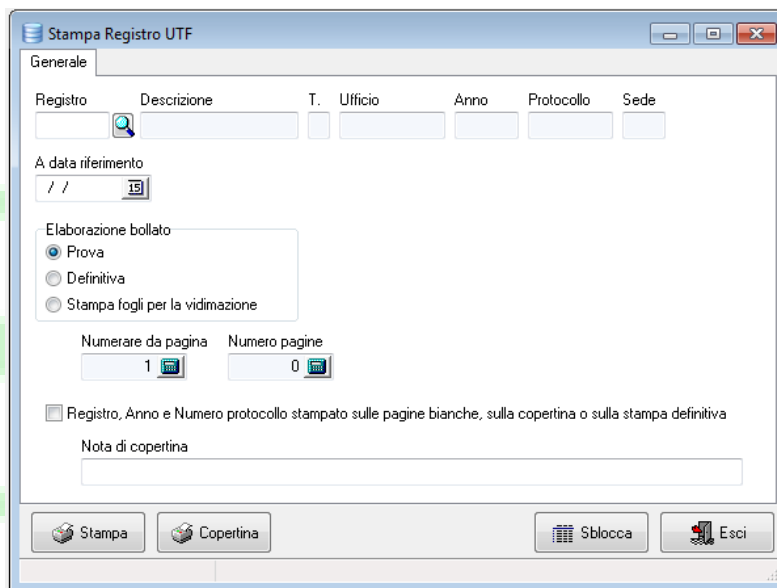 Stampa Registro UTF
Generale
Registro Descrizione T. Ufficio Anno Protocollo Sede
A data riferimento
/ / 15
Elaborazione bollato
Prova
Definitiva
Stampa fogli per la vidimazione
Numerare da pagina Numero pagine
1 0
Registro, Anno e Numero protocollo stampato sulle pagine bianche, sulla copertina o sulla stampa definitiva
Nota di copertina
Stampa Copertina Sblocca Esci